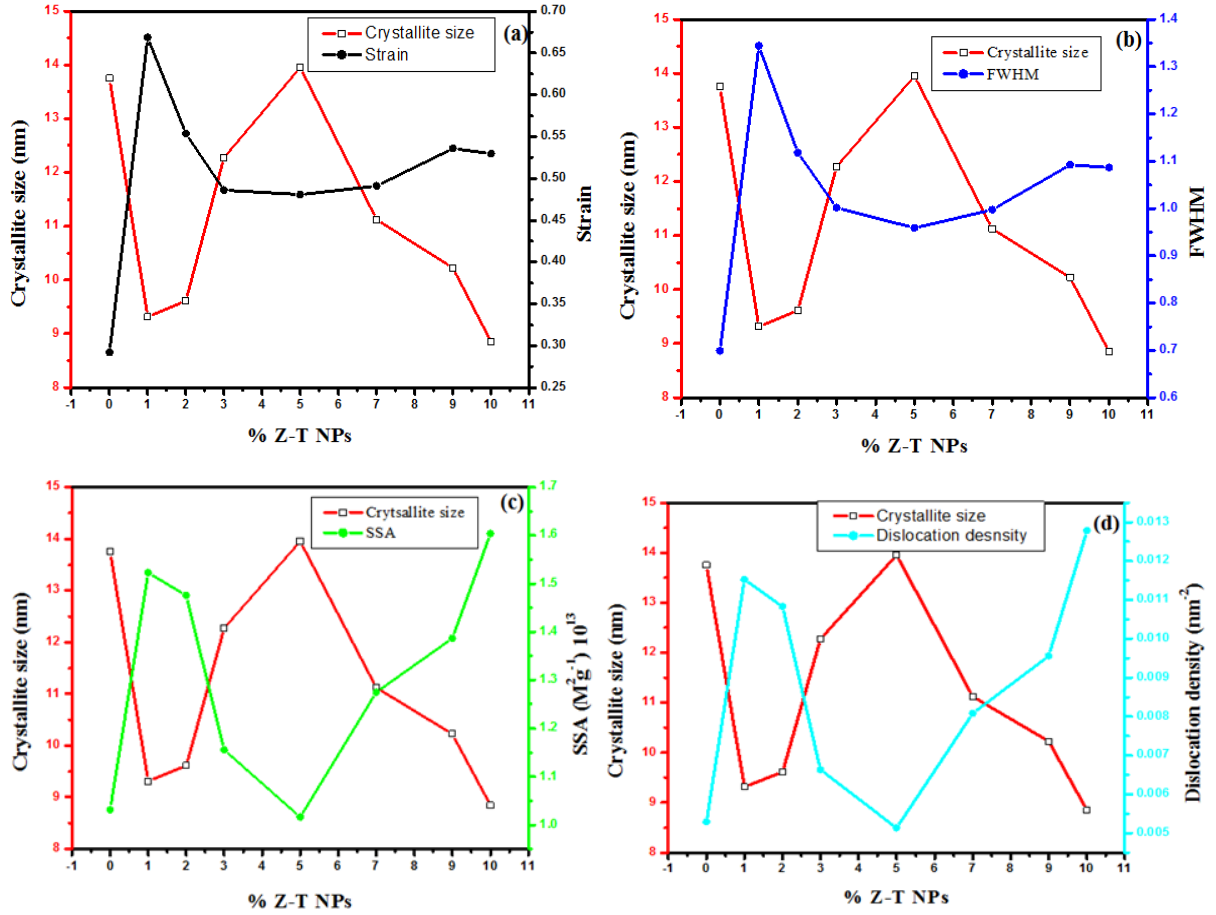 15
14
13
12
11
10
9
8
Crystallite size (nm)
Crystallite size
Strain
(a)
0.70
0.65
0.60
0.55
0.50
0.45
0.40
0.35
0.30
0.25
Strain
-1 0 1 2 3 4 5 6 7 8 9 10 11
% Z-T NPs
15
14
13
12
11
10
9
8
Crystallite size (nm)
Crystallite size
FWHM
(b)
1.4
1.3
1.2
1.1
1.0
0.9
0.8
0.7
0.6
FWHM
-1 0 1 2 3 4 5 6 7 8 9 10 11
% Z-T NPs
15
14
13
12
11
10
9
8
Crystallite size (nm)
Crytsallite size
SSA
(c)
1.7
1.6
1.5
1.4
1.3
1.2
1.1
1.0
SSA (M²g⁻¹) 10¹³
-1 0 1 2 3 4 5 6 7 8 9 10 11
% Z-T NPs
15
14
13
12
11
10
9
8
Crystallite size (nm)
Crystallite size
Dislocation desnsity
(d)
0.013
0.012
0.011
0.010
0.009
0.008
0.007
0.006
0.005
Dislocation density (nm⁻²)
-1 0 1 2 3 4 5 6 7 8 9 10 11
% Z-T NPs